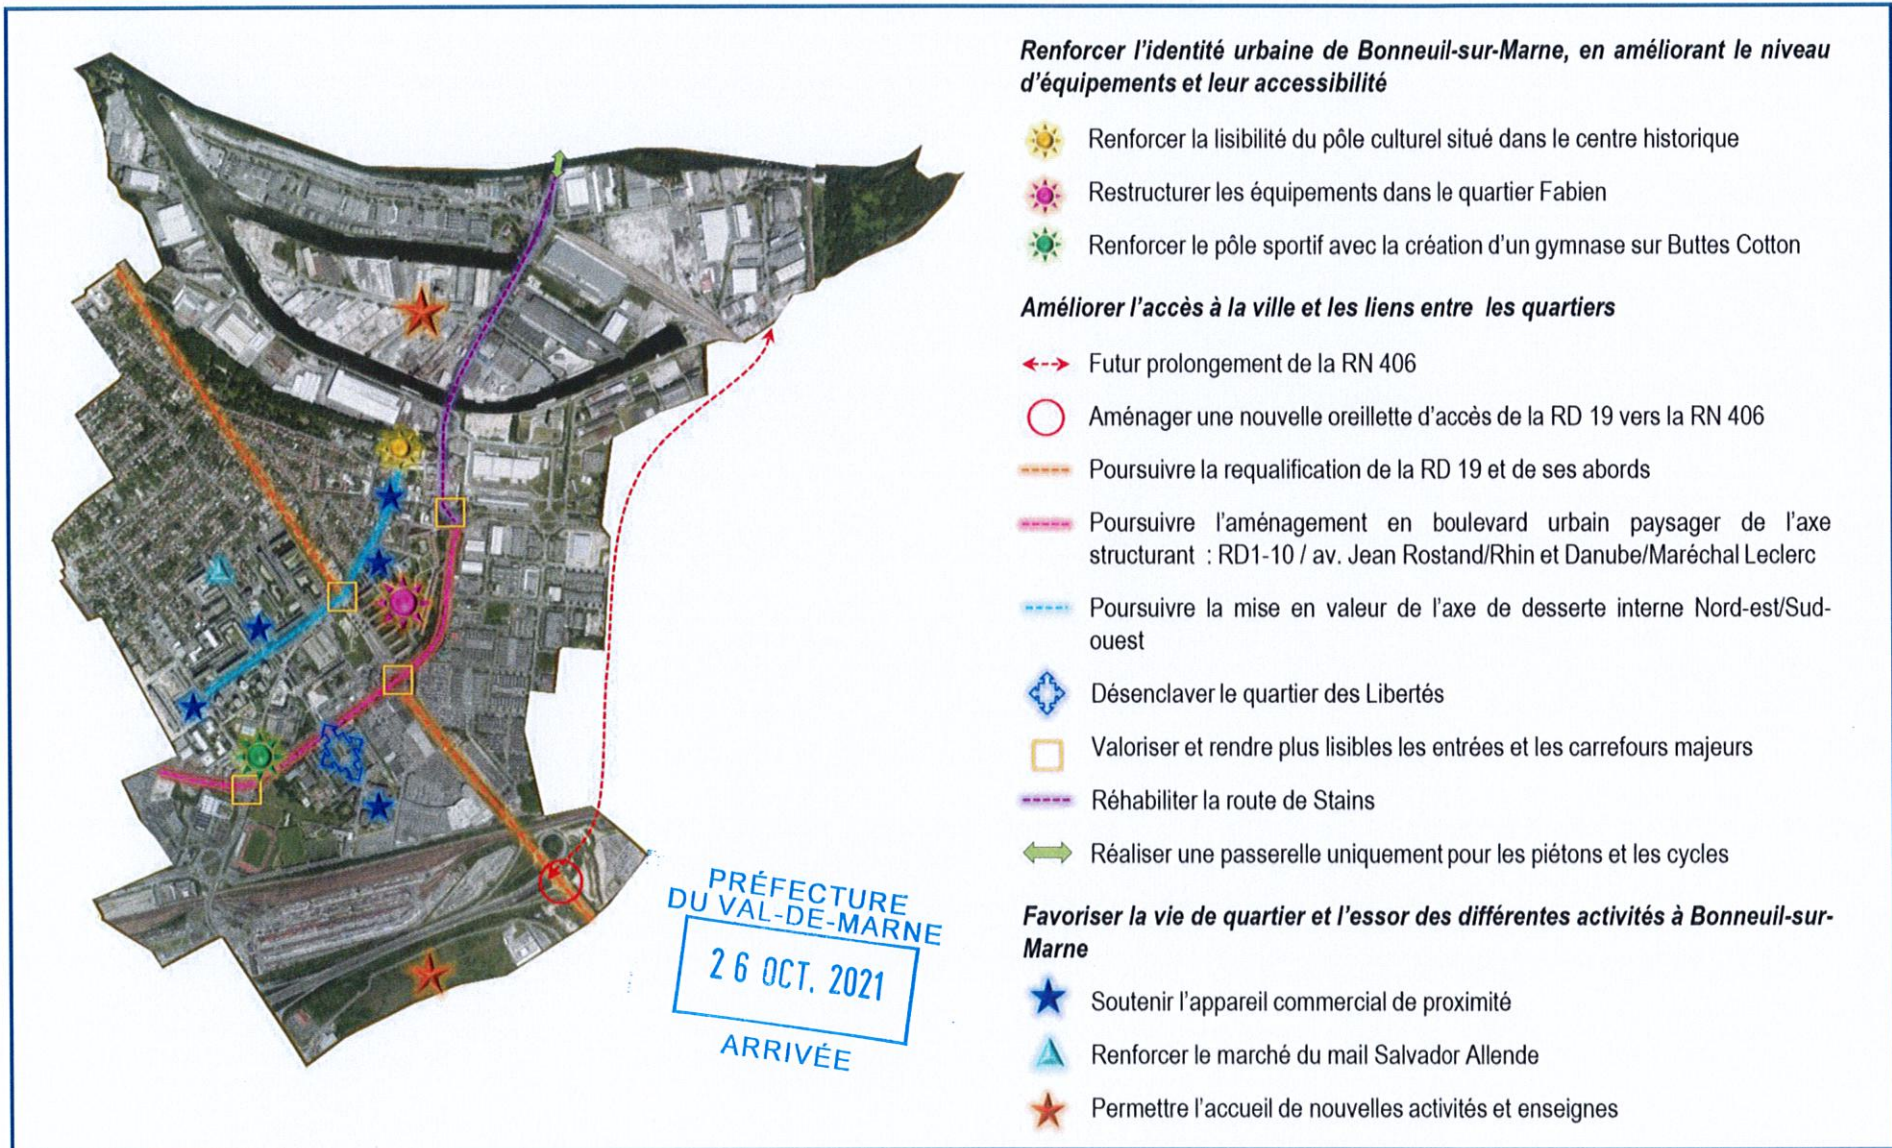 Renforcer l'identité urbaine de Bonneuil-sur-Marne, en améliorant le niveau
d'équipements et leur accessibilité
Renforcer la lisibilité du pôle culturel situé dans le centre historique
Restructurer les équipements dans le quartier Fabien
Renforcer le pôle sportif avec la création d'un gymnase sur Buttes Cotton
Améliorer l'accès à la ville et les liens entre les quartiers
Futur prolongement de la RN 406
Aménager une nouvelle oreillette d'accès de la RD 19 vers la RN 406
Poursuivre la requalification de la RD 19 et de ses abords
Poursuivre l'aménagement en boulevard urbain paysager de l'axe
structurant : RD1-10 / av. Jean Rostand/Rhin et Danube/Maréchal Leclerc
Poursuivre la mise en valeur de l'axe de desserte interne Nord-est/Sud-
ouest
Désenclaver le quartier des Libertés
Valoriser et rendre plus lisibles les entrées et les carrefours majeurs
Réhabiliter la route de Stains
Réaliser une passerelle uniquement pour les piétons et les cycles
Favoriser la vie de quartier et l'essor des différentes activités à Bonneuil-sur-
Marne
Soutenir l'appareil commercial de proximité
Renforcer le marché du mail Salvador Allende
Permettre l'accueil de nouvelles activités et enseignes
PRÉFECTURE
DU VAL-DE-MARNE
26 OCT. 2021
ARRIVÉE